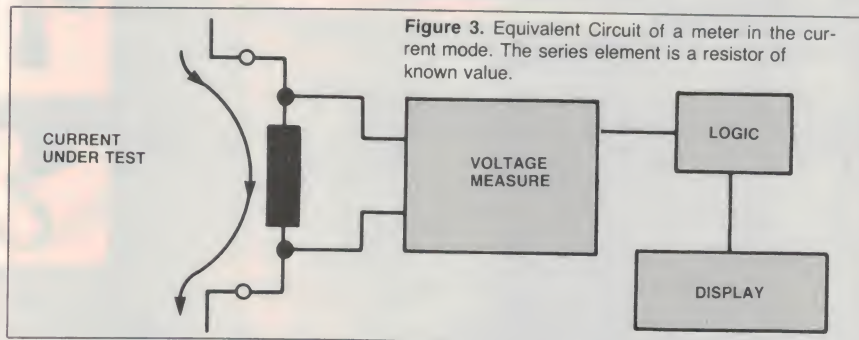 Figure 3. Equivalent Circuit of a meter in the cur-
rent mode. The series element is a resistor of
known value.
CURRENT
UNDER TEST
VOLTAGE
MEASURE
LOGIC
DISPLAY